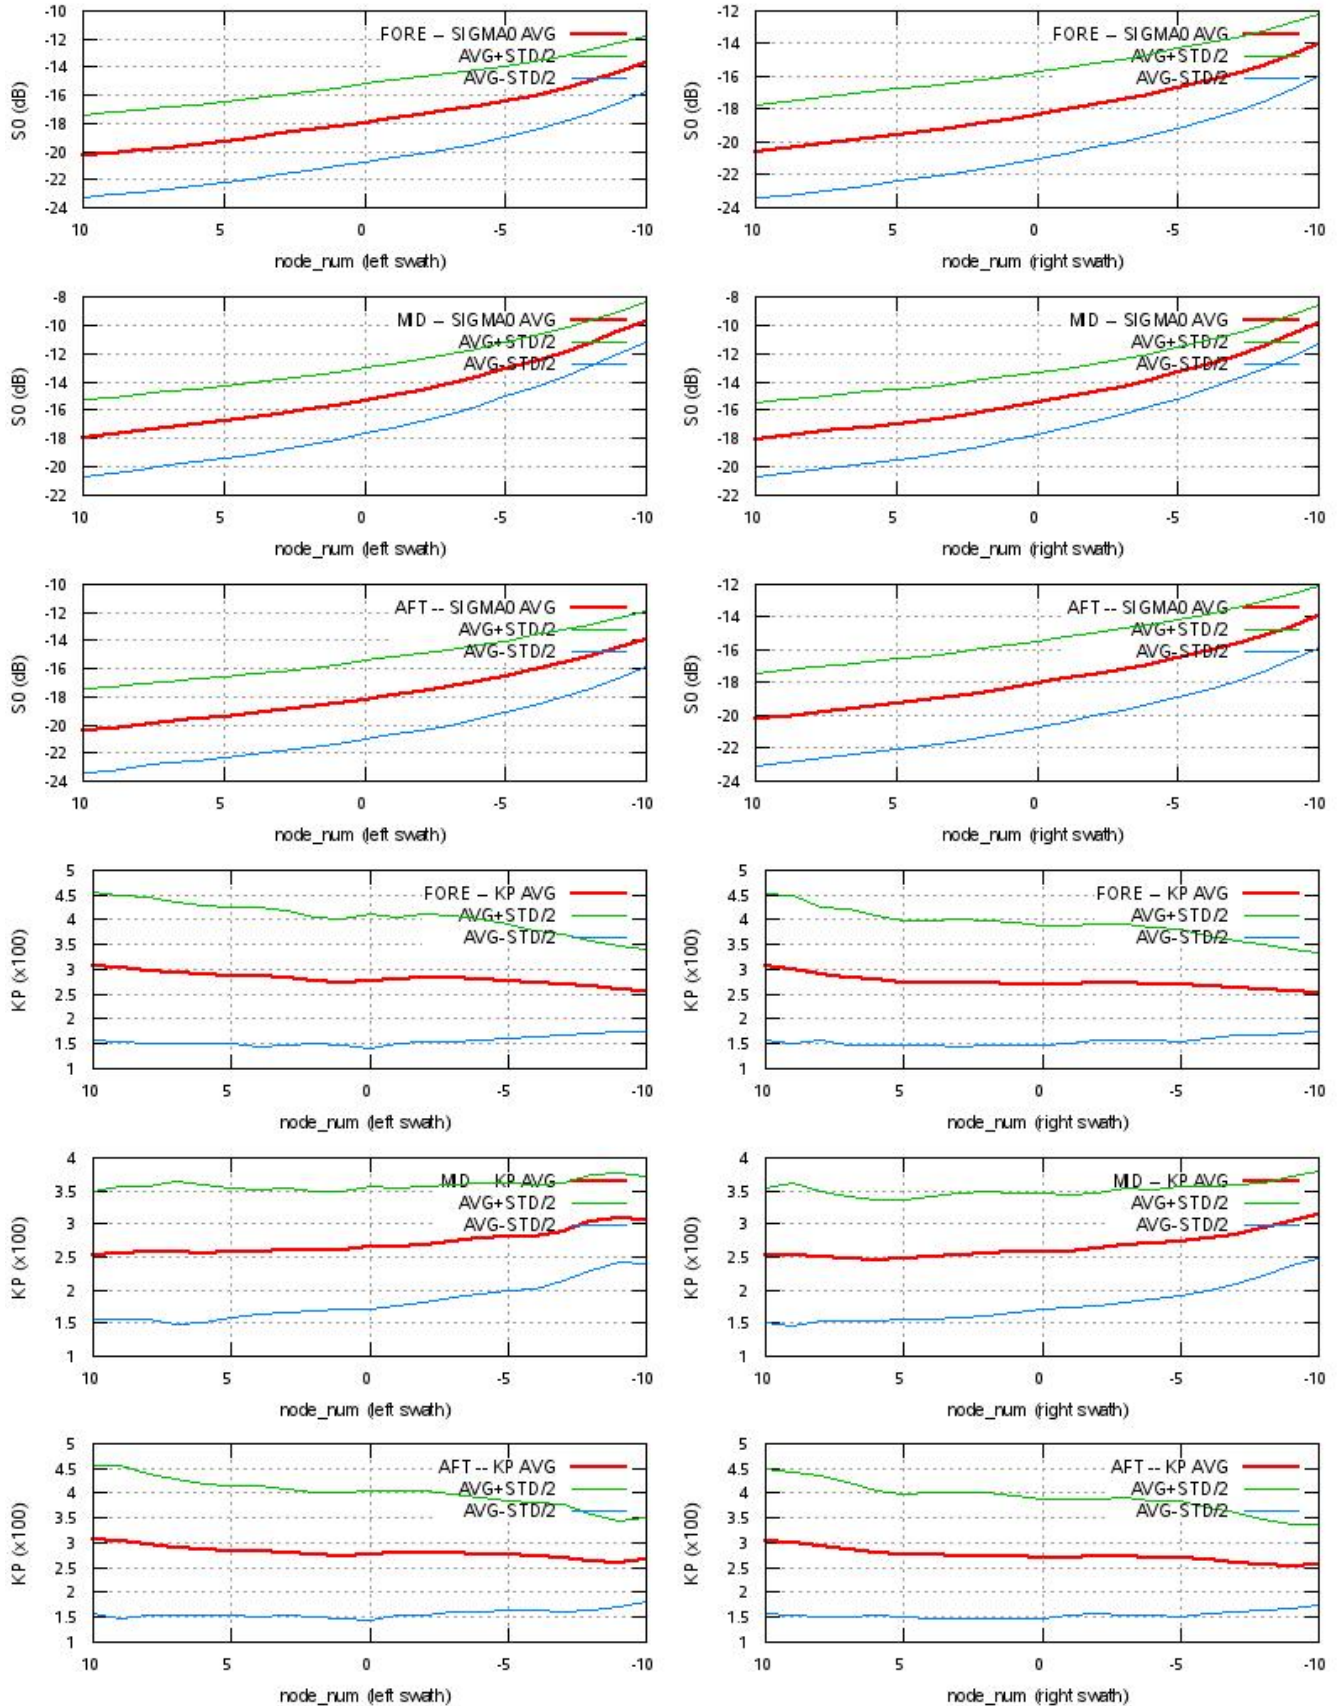 -10
-12 FORE – SIGMA0 AVG
-14 AVG+STD/2
AVG-STD/2
-16
-18
-20
-22
-24
S0 (dB)
10 5 0 -5 -10
node_num (left swath)
-12
FORE – SIGMA0 AVG
-14 AVG+STD/2
-16 AVG-STD/2
-18
-20
-22
-24
S0 (dB)
10 5 0 -5 -10
node_num (right swath)
-8
MID – SIGMA0 AVG
-10
AVG+STD/2
-12 AVG-STD/2
-14
-16
-18
-20
-22
S0 (dB)
10 5 0 -5 -10
node_num (left swath)
-8
MID – SIGMA0 AVG
-10
AVG+STD/2
-12 AVG-STD/2
-14
-16
-18
-20
-22
S0 (dB)
10 5 0 -5 -10
node_num (right swath)
-10
-12 AFT -- SIGMA0 AVG
-14 AVG+STD/2
AVG-STD/2
-16
-18
-20
-22
-24
S0 (dB)
10 5 0 -5 -10
node_num (left swath)
-12
AFT -- SIGMA0 AVG
-14 AVG+STD/2
-16 AVG-STD/2
-18
-20
-22
-24
S0 (dB)
10 5 0 -5 -10
node_num (right swath)
5
4.5 FORE – KP AVG
4 AVG+STD/2
3.5 AVG-STD/2
3
2.5
2
1.5
1
KP (x100)
10 5 0 -5 -10
node_num (left swath)
5
4.5 FORE – KP AVG
4 AVG+STD/2
3.5 AVG-STD/2
3
2.5
2
1.5
1
KP (x100)
10 5 0 -5 -10
node_num (right swath)
4
MID – KP AVG
3.5 AVG+STD/2
3 AVG-STD/2
2.5
2
1.5
1
KP (x100)
10 5 0 -5 -10
node_num (left swath)
4
MID – KP AVG
3.5 AVG+STD/2
3 AVG-STD/2
2.5
2
1.5
1
KP (x100)
10 5 0 -5 -10
node_num (right swath)
5
4.5 AFT -- KP AVG
4 AVG+STD/2
3.5 AVG-STD/2
3
2.5
2
1.5
1
KP (x100)
10 5 0 -5 -10
node_num (left swath)
5
4.5 AFT -- KP AVG
4 AVG+STD/2
3.5 AVG-STD/2
3
2.5
2
1.5
1
KP (x100)
10 5 0 -5 -10
node_num (right swath)